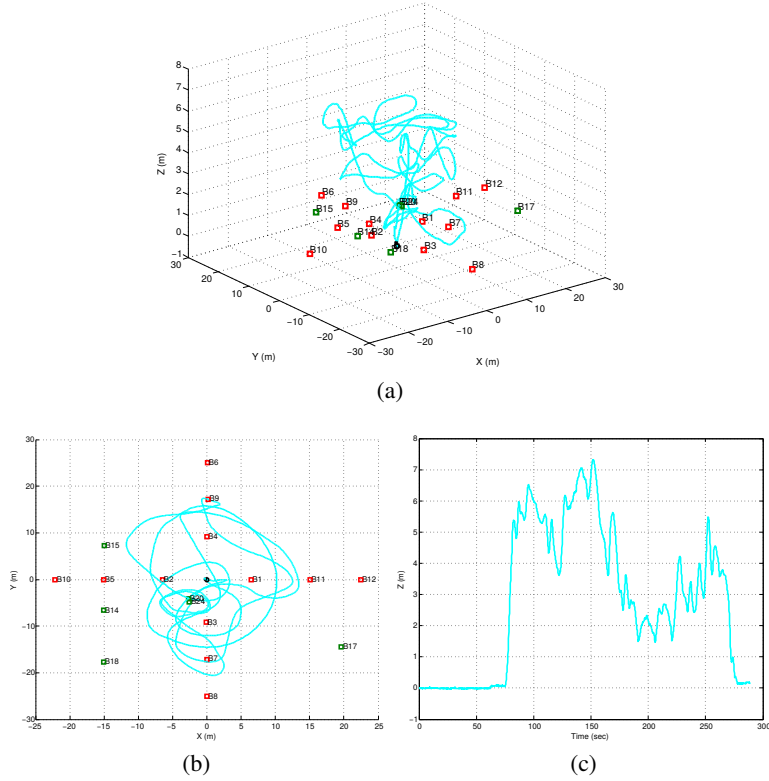 8
7
6
5
4
3
2
1
0
−1
Z (m)
B6
B15
B9
B5
B4
B14
B2
B10
B18
B1
B3
B7
B8
B11
B12
B17
30
20
10
0
−10
−20
−30
Y (m)
−30
−20
−10
0
10
20
30
X (m)
(a)
30
20
10
0
−10
−20
−30
Y (m)
B6
B9
B4
B15
B10
B5
B2
B1
B11
B12
B20
B24
B14
B3
B17
B7
B18
B8
−25
−20
−15
−10
−5
0
5
10
15
20
25
X (m)
(b)
8
7
6
5
4
3
2
1
0
−1
Z (m)
0
50
100
150
200
250
300
Time (sec)
(c)